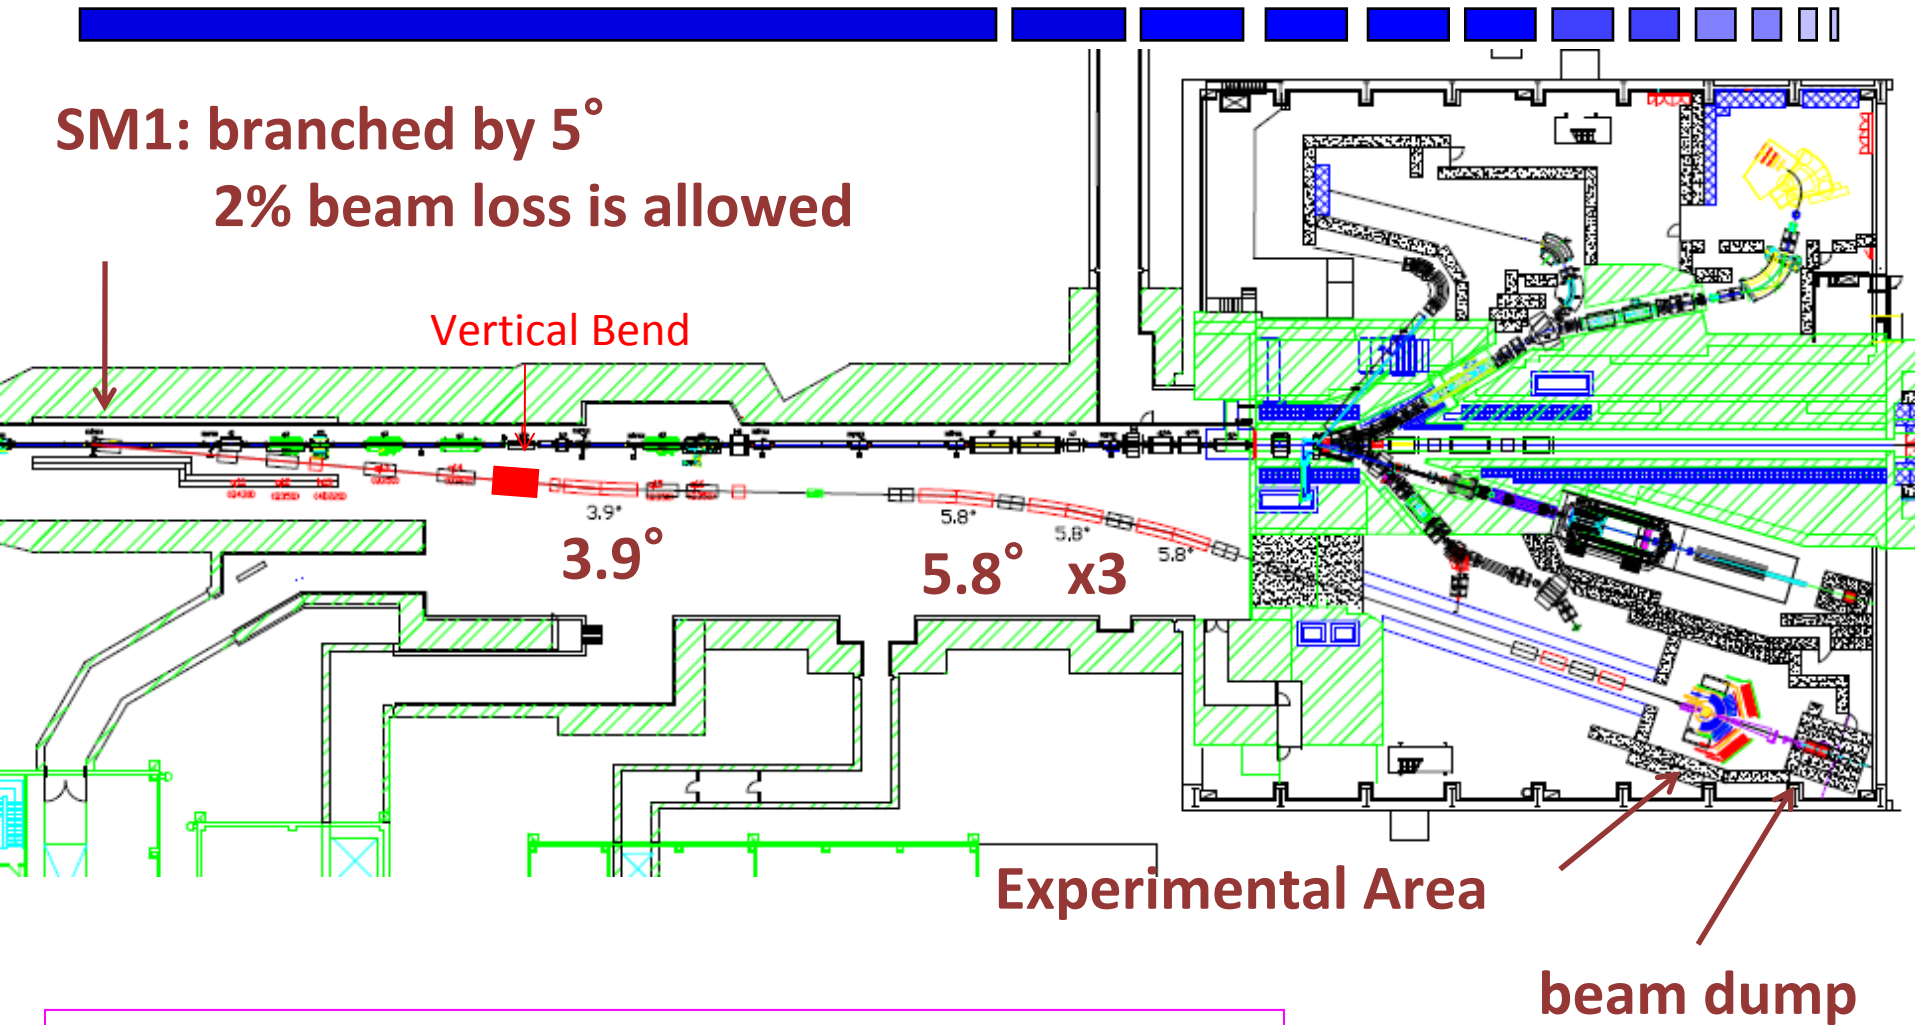 SM1: branched by 5°
2% beam loss is allowed
Vertical Bend
3.9°
5.8°
5.8°
5.8°
3.9°
5.8° x3
Experimental Area
beam dump